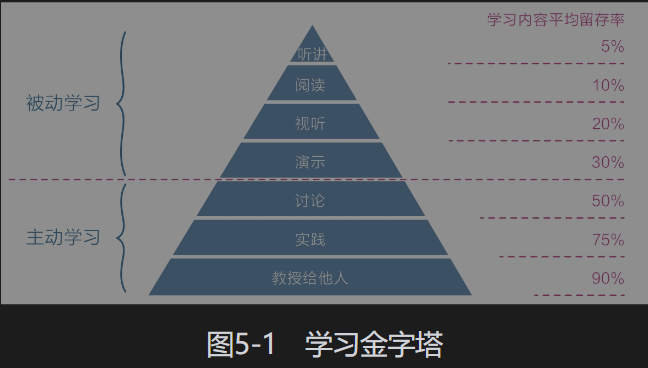 学习内容平均留存率
听讲
5%
阅读
10%
被动学习
视听
20%
演示
30%
讨论
50%
主动学习
实践
75%
教授给他人
90%
图5-1 学习金字塔